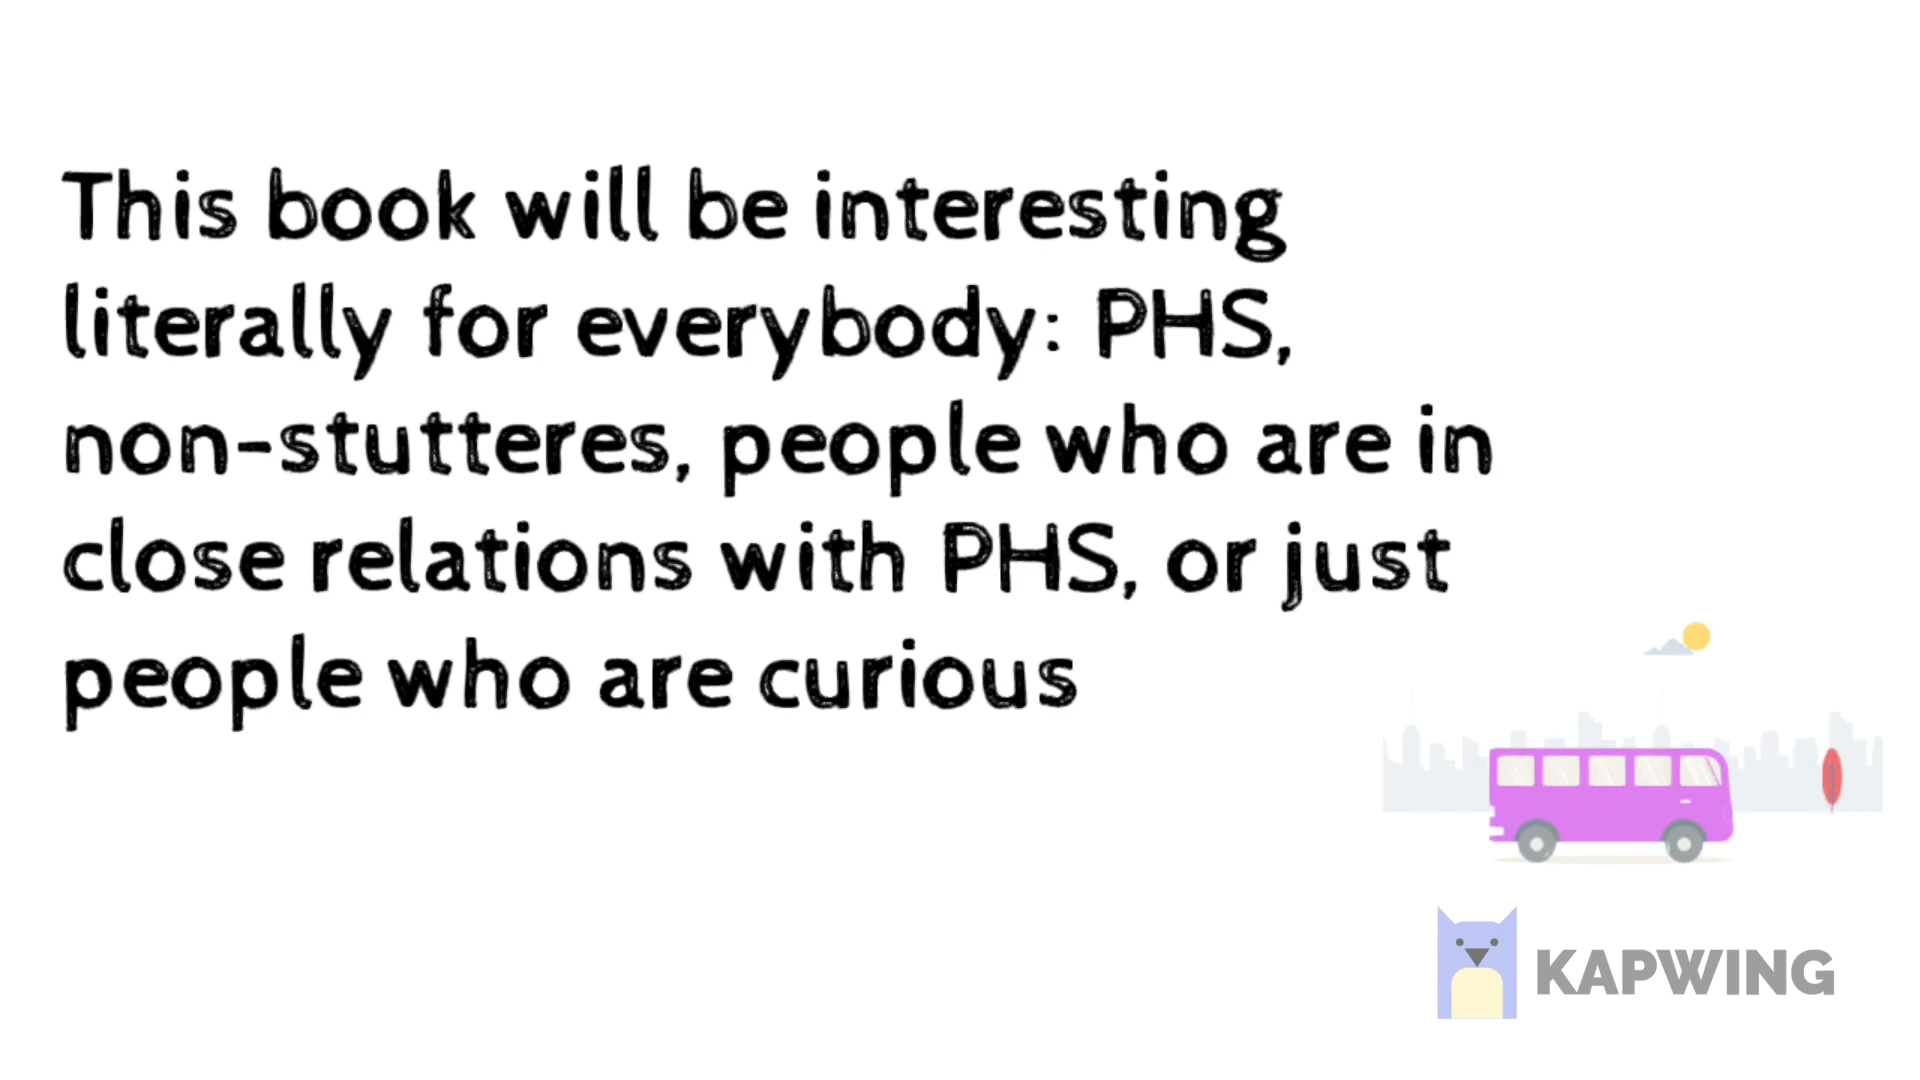 This book will be interesting
literally for everybody: PHS,
non-stutteres, people who are in
close relations with PHS, or just
people who are curious
KAPWING